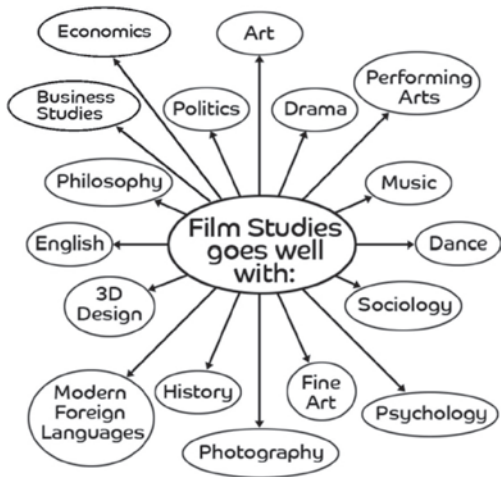 Economics
Art
Performing
Arts
Business
Studies
Politics
Drama
Philosophy
Music
Film Studies
goes well
with:
English
Dance
3D
Design
Sociology
Modern
Foreign
Languages
History
Fine
Art
Psychology
Photography